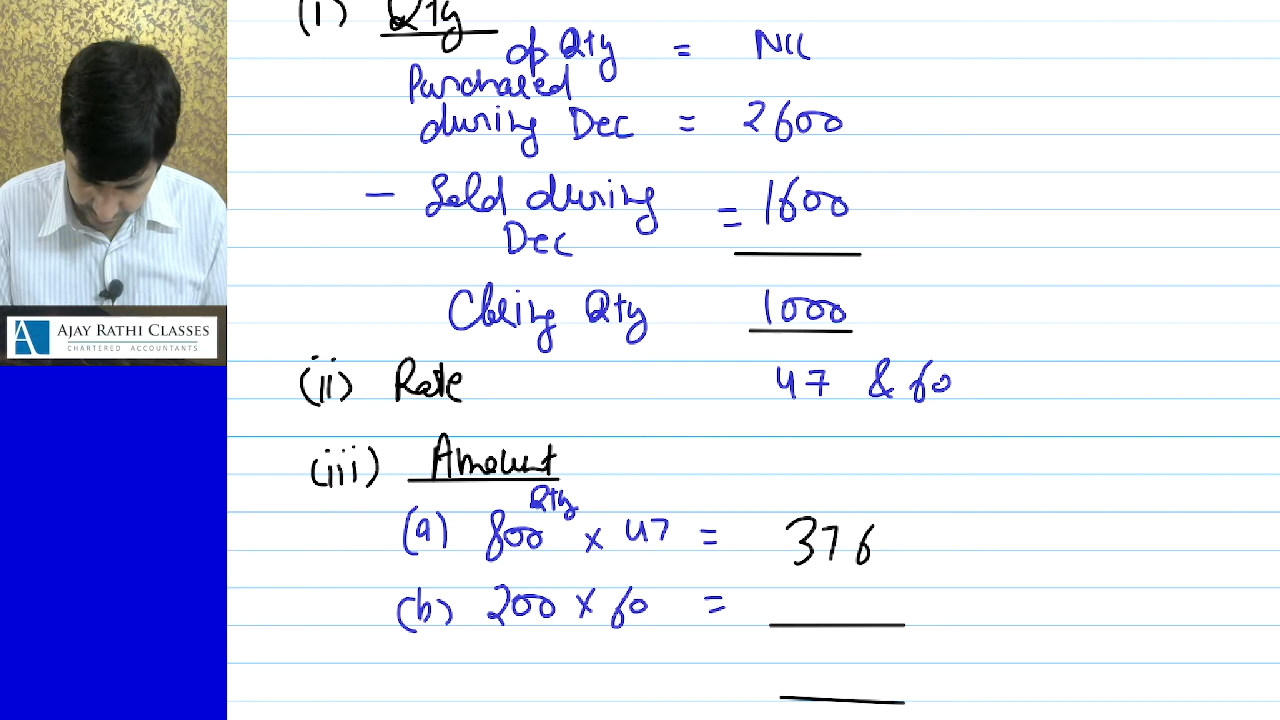 (i) Qty
op Qty = NIL
Purchased
during Dec = 2600
- Sold during = 1600
Dec
Closing Qty 1000
(ii) Rate 47 & 60
(iii) Amount
Qty
(a) 800 x 47 = 376
(b) 200 x 60 =
AJAY RATHI CLASSES
CHARTERED ACCOUNTANTS